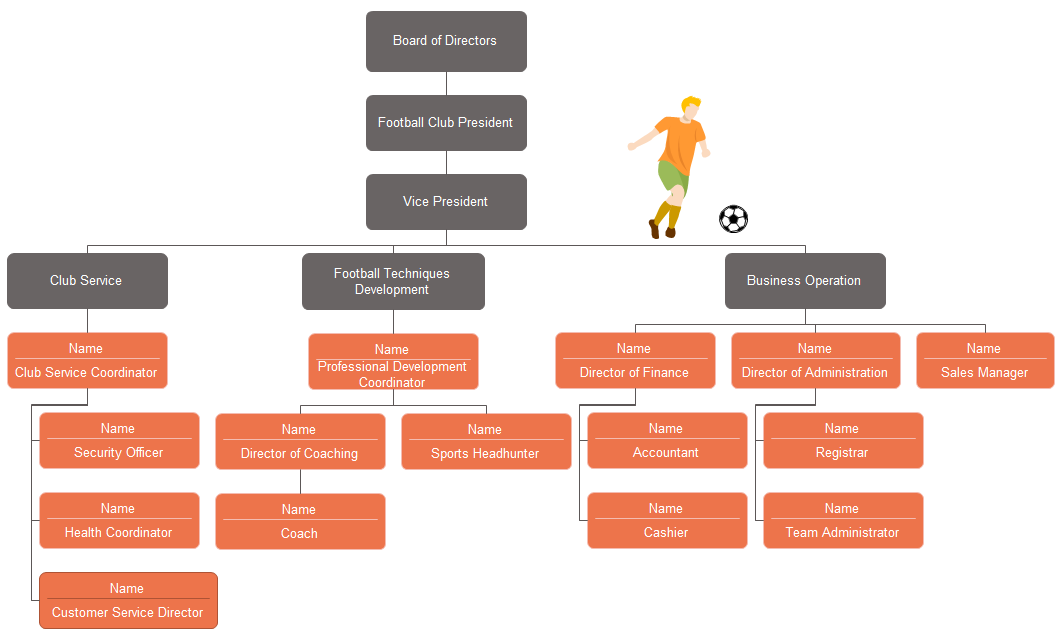 Board of Directors
Football Club President
Vice President
Club Service
Football Techniques
Development
Business Operation
Name
Club Service Coordinator
Name
Professional Development
Coordinator
Name
Director of Finance
Name
Director of Administration
Name
Sales Manager
Name
Security Officer
Name
Director of Coaching
Name
Sports Headhunter
Name
Accountant
Name
Registrar
Name
Health Coordinator
Name
Coach
Name
Cashier
Name
Team Administrator
Name
Customer Service Director